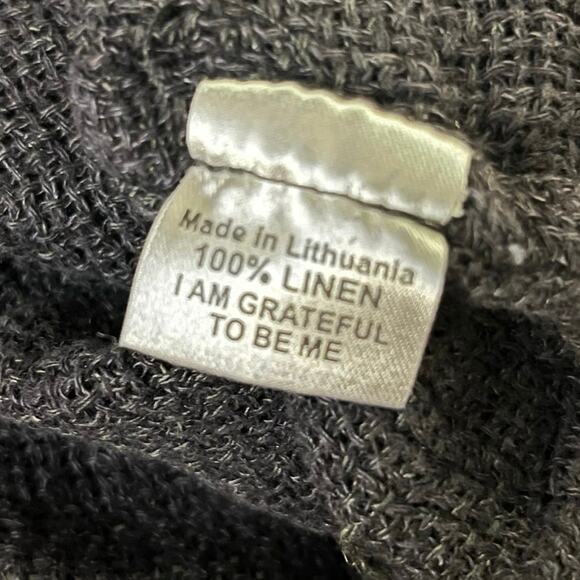 Made in Lithuania
100% LINEN
I AM GRATEFUL
TO BE ME